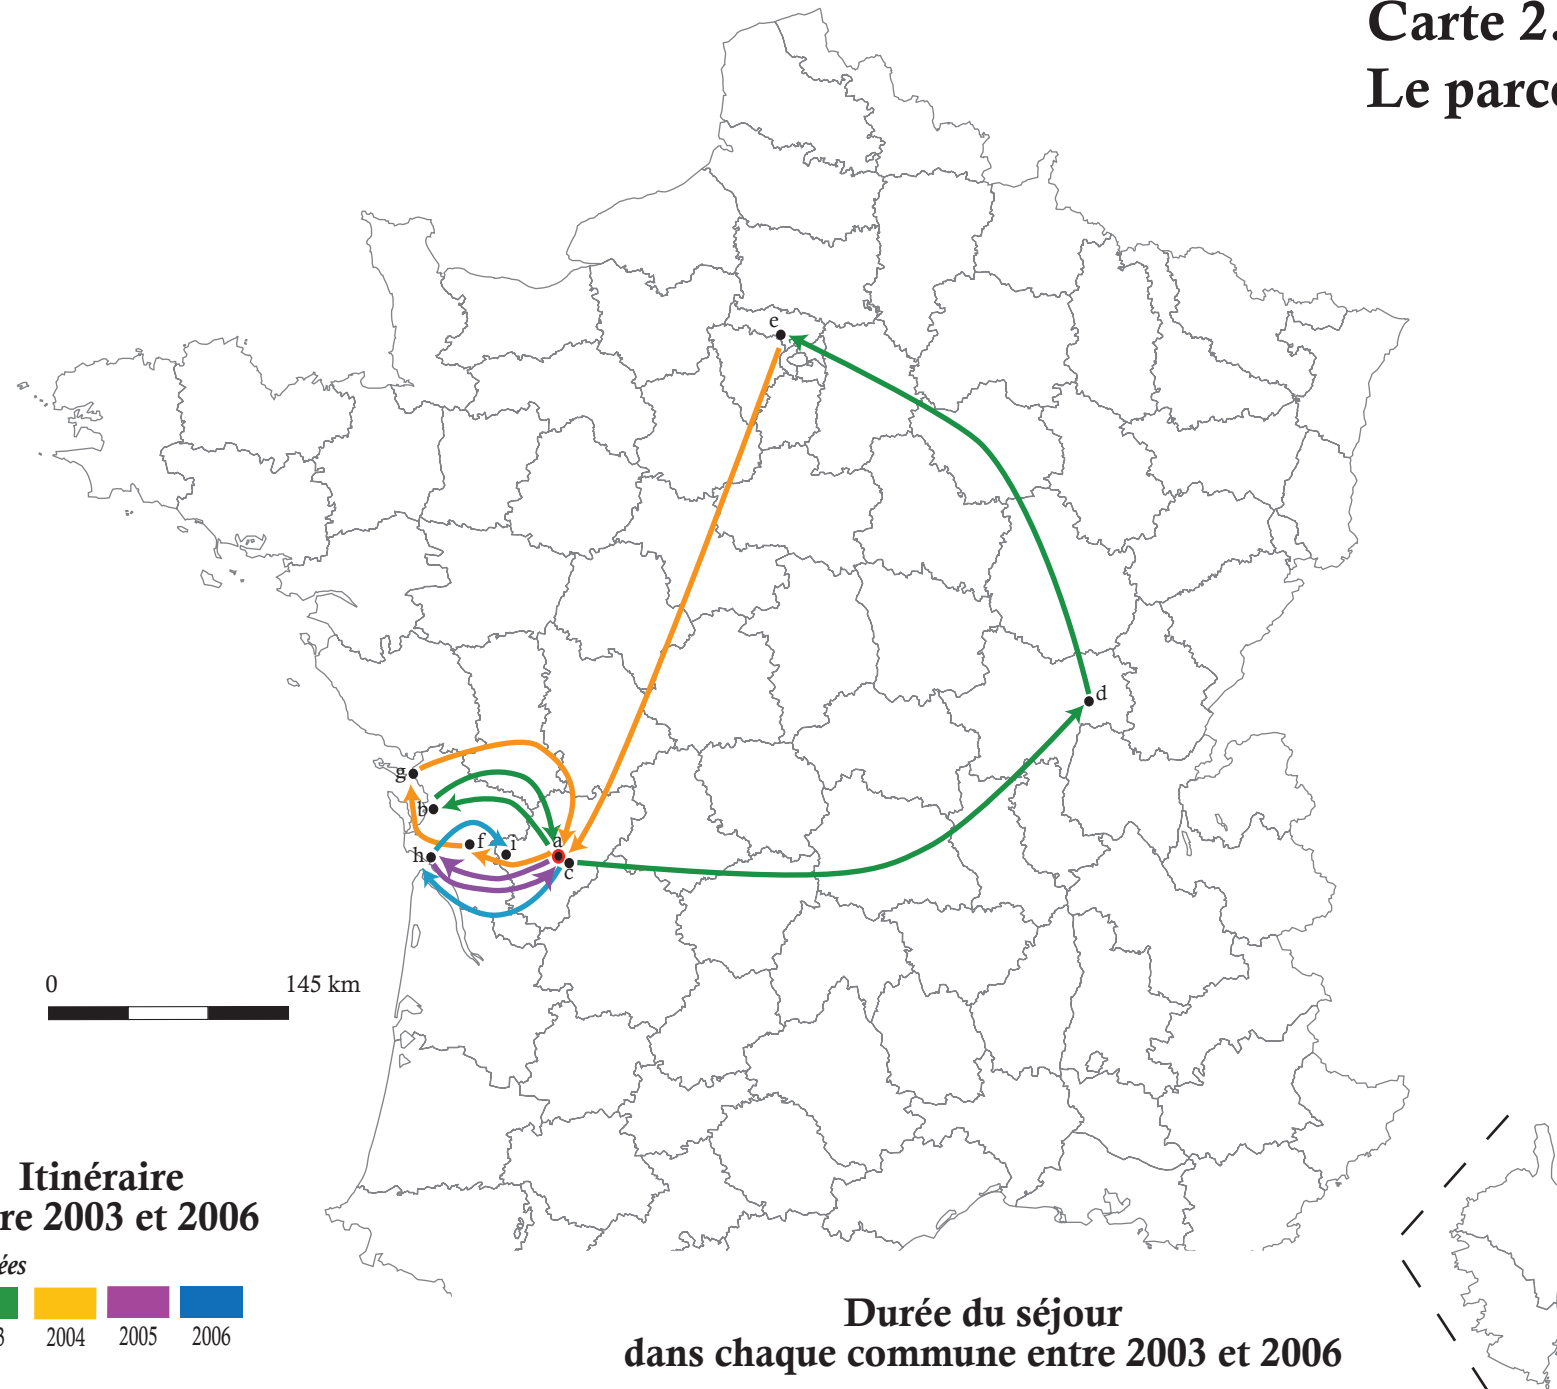 Carte 2.
Le parc
e
d
g
b
f
i
a
h
c
0 145 km
Itinéraire
re 2003 et 2006
ées
3 2004 2005 2006
Durée du séjour
dans chaque commune entre 2003 et 2006